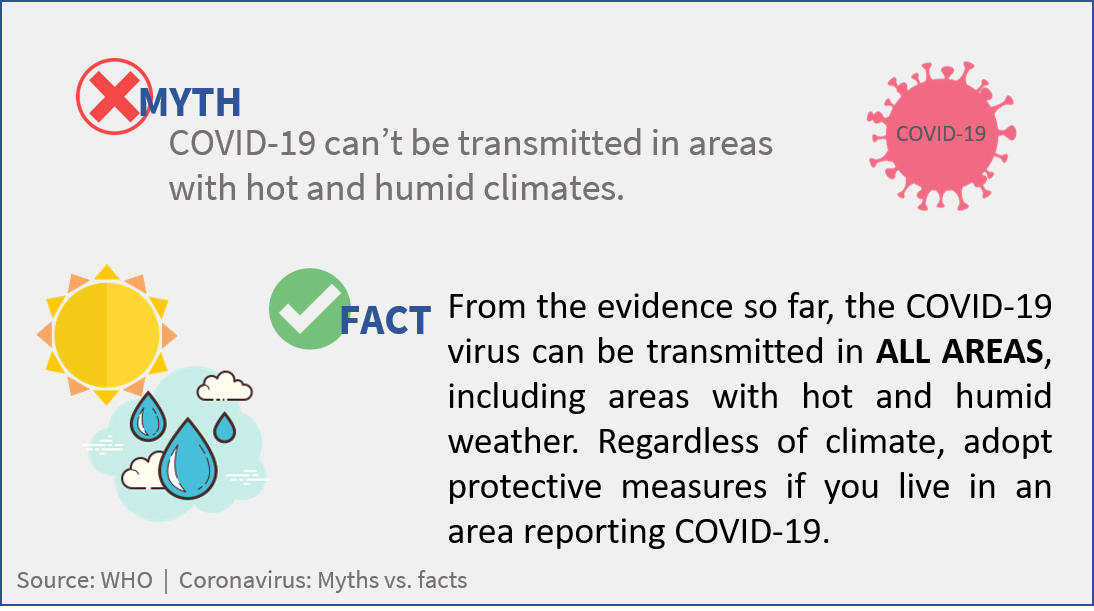 MYTH
COVID-19 can’t be transmitted in areas
with hot and humid climates.
COVID-19
FACT
From the evidence so far, the COVID-19
virus can be transmitted in ALL AREAS,
including areas with hot and humid
weather. Regardless of climate, adopt
protective measures if you live in an
area reporting COVID-19.
Source: WHO | Coronavirus: Myths vs. facts